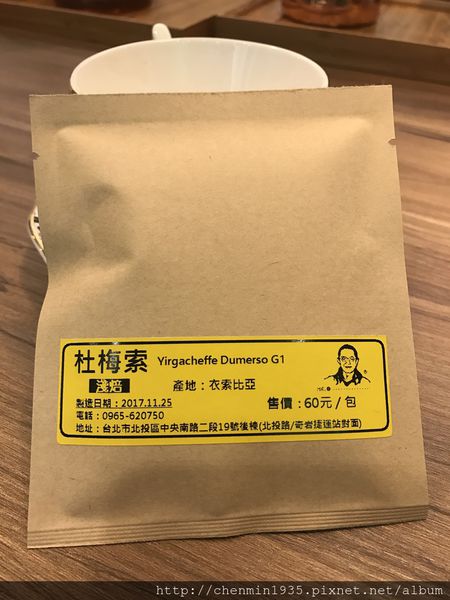 杜梅索 Yirgacheffe Dumerso G1
淺焙 產地：衣索比亞
製造日期：2017.11.25 售價：60元/包
電話：0965-620750
地址：台北市北投區中央南路二段19號後棟(北投路/奇岩捷運站對面)
http://chenmin1935.pixnet.net/album